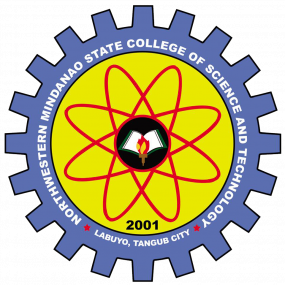 NORTHWESTERN MINDANAO STATE COLLEGE OF SCIENCE AND TECHNOLOGY
2001
LABUYO, TANGUB CITY